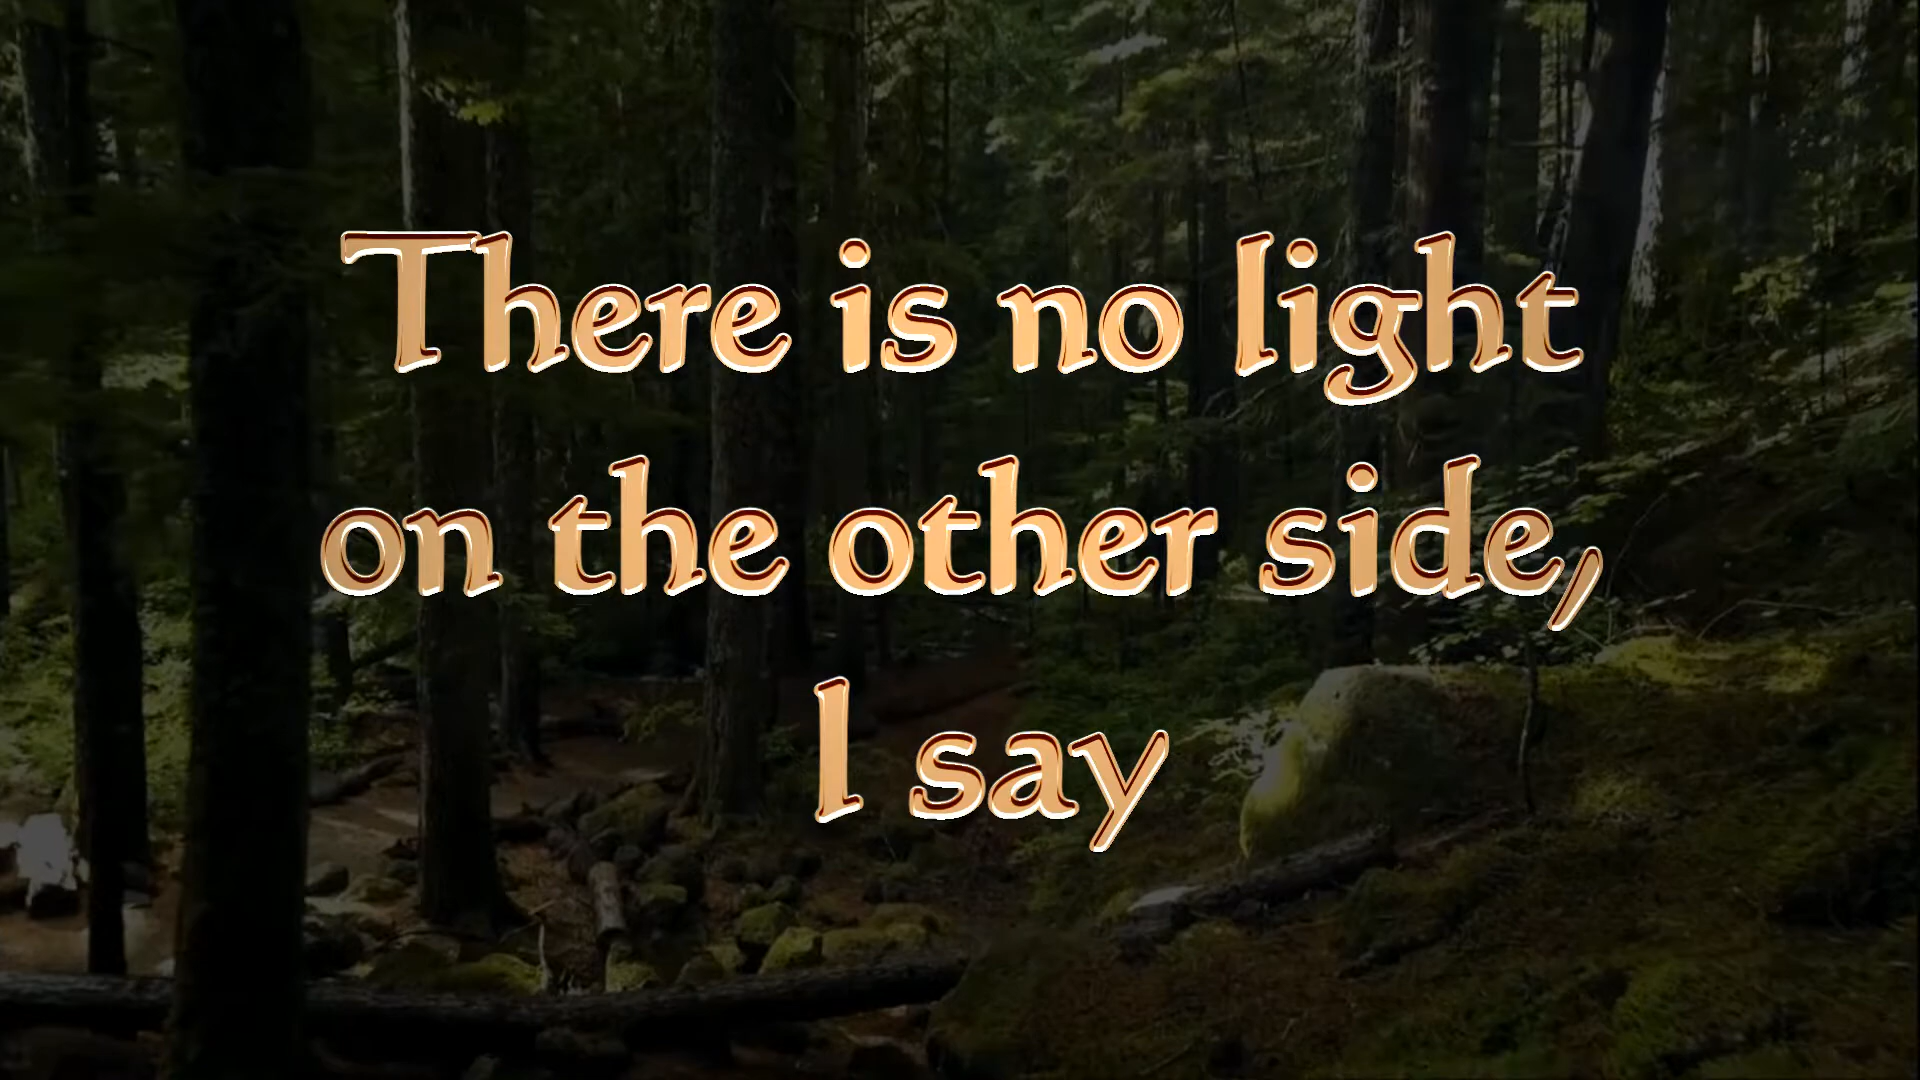 There is no light
on the other side,
I say